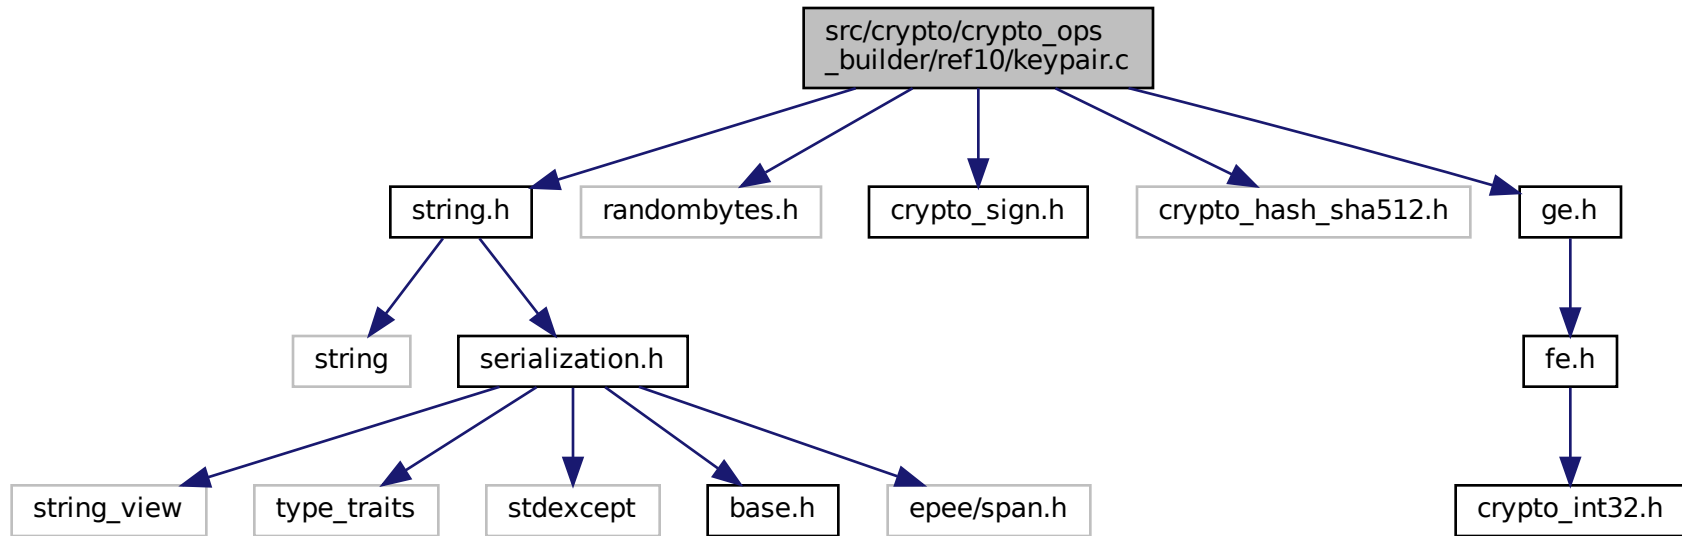 src/crypto/crypto_ops
_builder/ref10/keypair.c
string.h
randombytes.h
crypto_sign.h
crypto_hash_sha512.h
ge.h
string
serialization.h
fe.h
string_view
type_traits
stdexcept
base.h
epee/span.h
crypto_int32.h